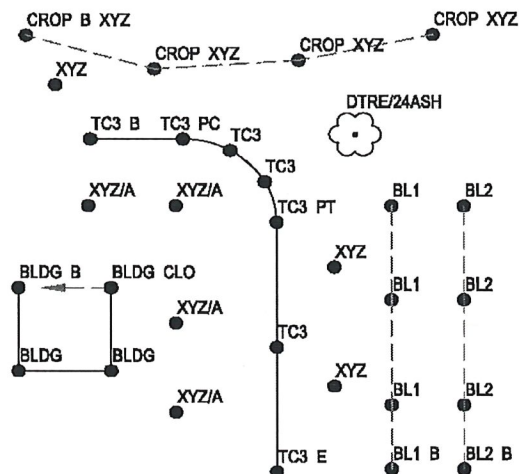 CROP B XYZ
CROP XYZ
CROP XYZ
CROP XYZ
XYZ
DTRE/24ASH
TC3 B
TC3 PC
TC3
TC3
XYZ/A
XYZ/A
TC3 PT
BL1
BL2
XYZ
BLDG B
BLDG CLO
BL1
BL2
XYZ/A
TC3
BLDG
BLDG
XYZ
XYZ/A
BL1
BL2
TC3 E
BL1 B
BL2 B